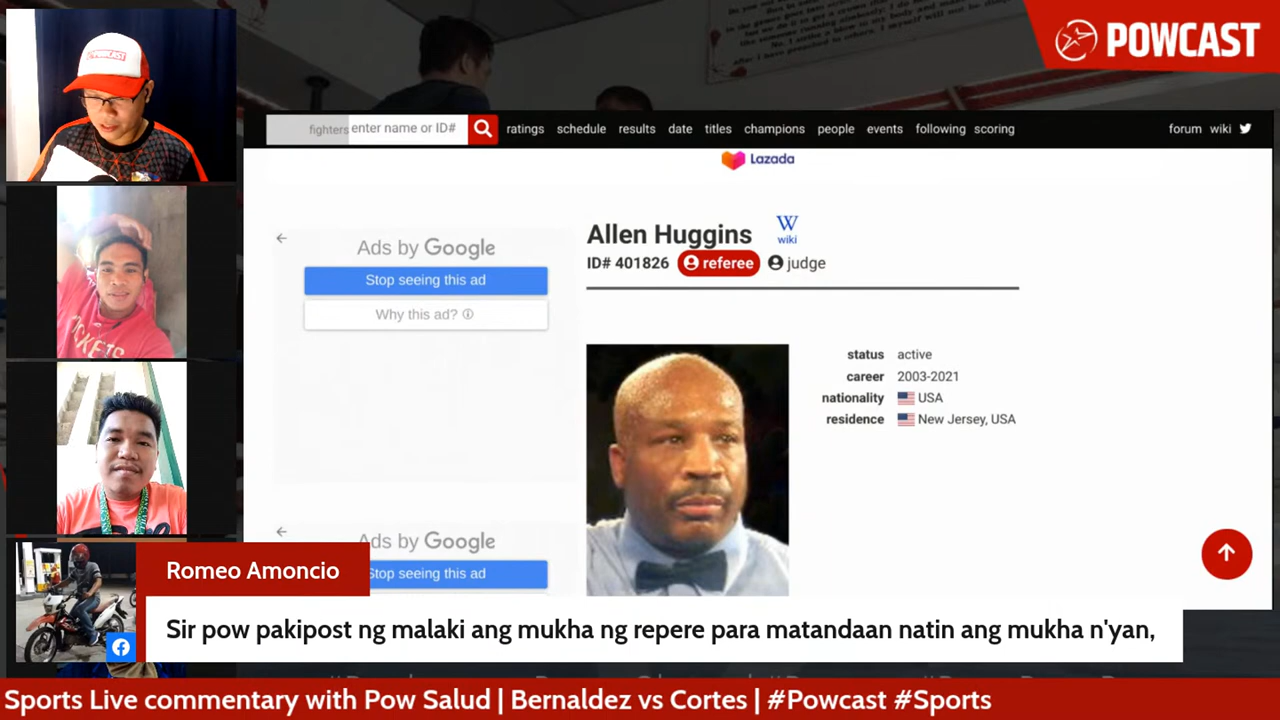 POWCAST
fighters enter name or ID#
ratings schedule results date titles champions people events following scoring
forum wiki
Lazada
Allen Huggins
W
wiki
ID# 401826 referee judge
Ads by Google
Stop seeing this ad
Why this ad?
status active
career 2003-2021
nationality USA
residence New Jersey, USA
Ads by Google
Stop seeing this ad
Romeo Amoncio
Sir pow pakipost ng malaki ang mukha ng repere para matandaan natin ang mukha n'yan,
Sports Live commentary with Pow Salud | Bernaldez vs Cortes | #Powcast #Sports